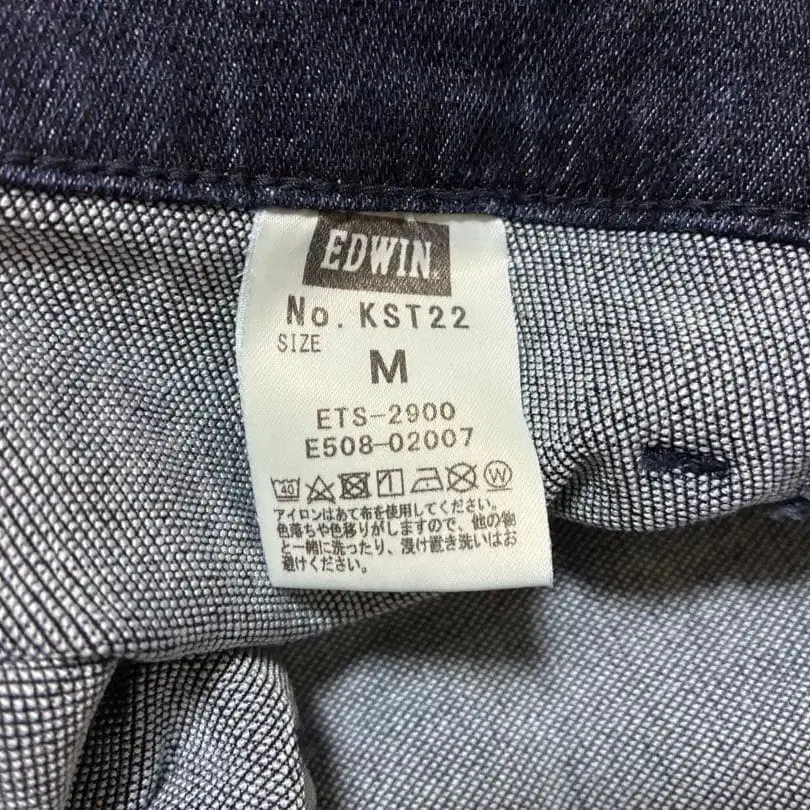 EDWIN
No. KST22
SIZE
M
ETS-2900
E508-02007
40 W
アイロンはあて布を使用してください。
色落ちや色移りがしますので、他の物
と一緒に洗ったり、浸け置き洗いはお
避けください。